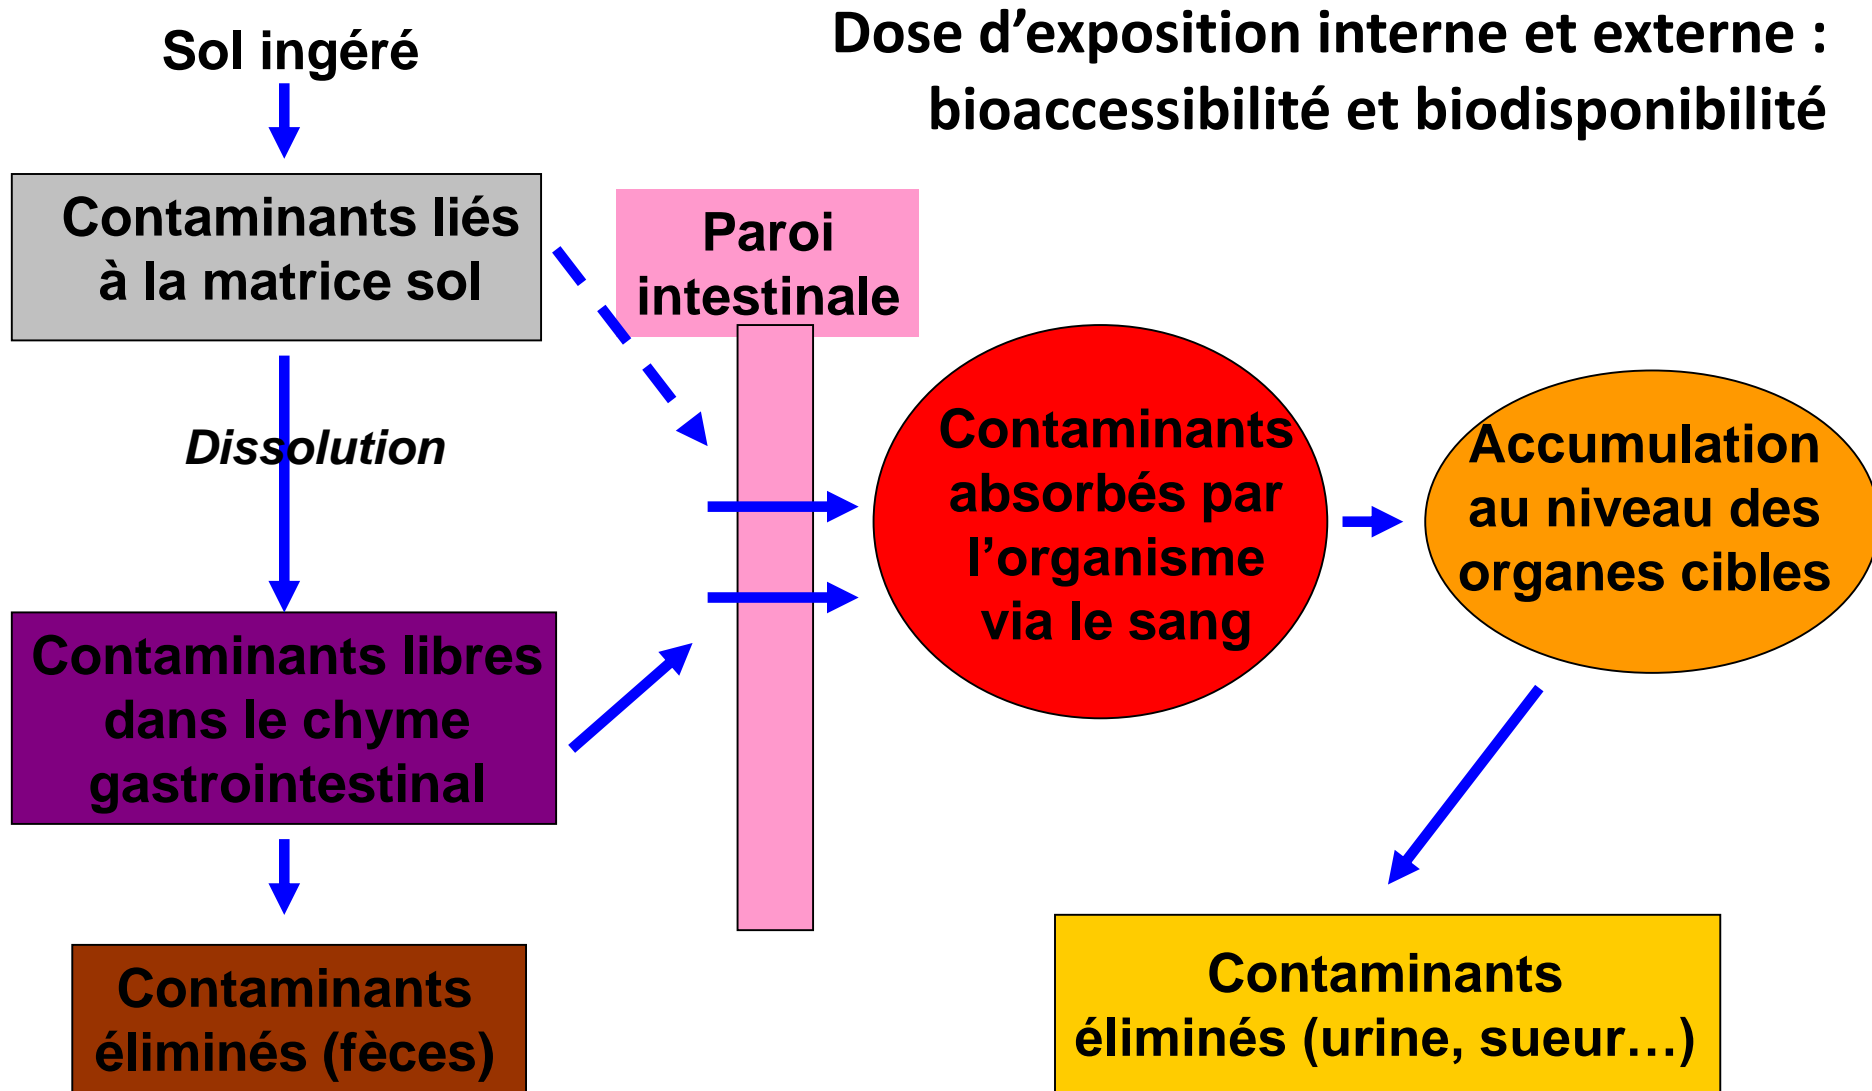 Dose d’exposition interne et externe :
bioaccessibilité et biodisponibilité
Sol ingéré
Contaminants liés
à la matrice sol
Paroi
intestinale
Dissolution
Contaminants
absorbés par
l’organisme
via le sang
Accumulation
au niveau des
organes cibles
Contaminants libres
dans le chyme
gastrointestinal
Contaminants
éliminés (fèces)
Contaminants
éliminés (urine, sueur…)